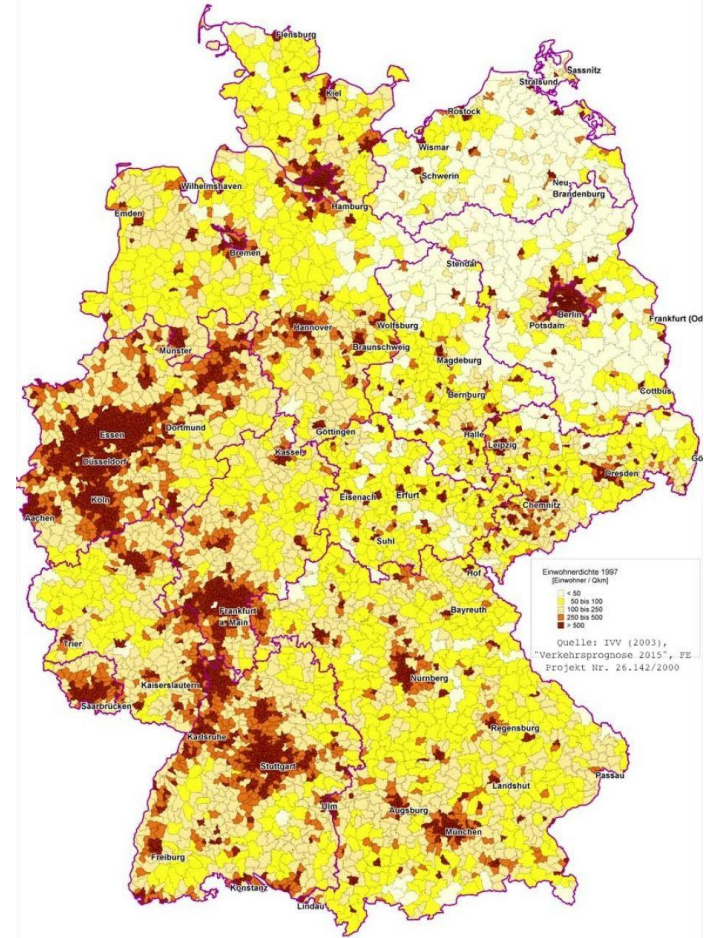 Flensburg
Kiel
Sassnitz
Stralsund
Rostock
Wismar
Schwerin
Neu
Brandenburg
Wilhelmshaven
Emden
Hamburg
Bremen
Stendal
Berlin
Potsdam
Frankfurt (Od
Hannover
Wolfsburg
Braunschweig
Münster
Magdeburg
Bernburg
Cottbus
Essen
Dortmund
Göttingen
Halle
Leipzig
Düsseldorf
Kassel
Gö
Dresden
Köln
Eisenach
Erfurt
Chemnitz
Aachen
Suhl
Hof
Einwohnerdichte 1997
[Einwohner / Qkm]
< 50
50 bis 100
100 bis 250
250 bis 500
> 500
Quelle: IVV (2003),
"Verkehrsprognose 2015", FE
Projekt Nr. 26.142/2000
Frankfurt
a. Main
Bayreuth
Trier
Kaiserslautern
Nürnberg
Saarbrücken
Karlsruhe
Regensburg
Stuttgart
Passau
Landshut
Ulm
Augsburg
München
Freiburg
Konstanz
Lindau